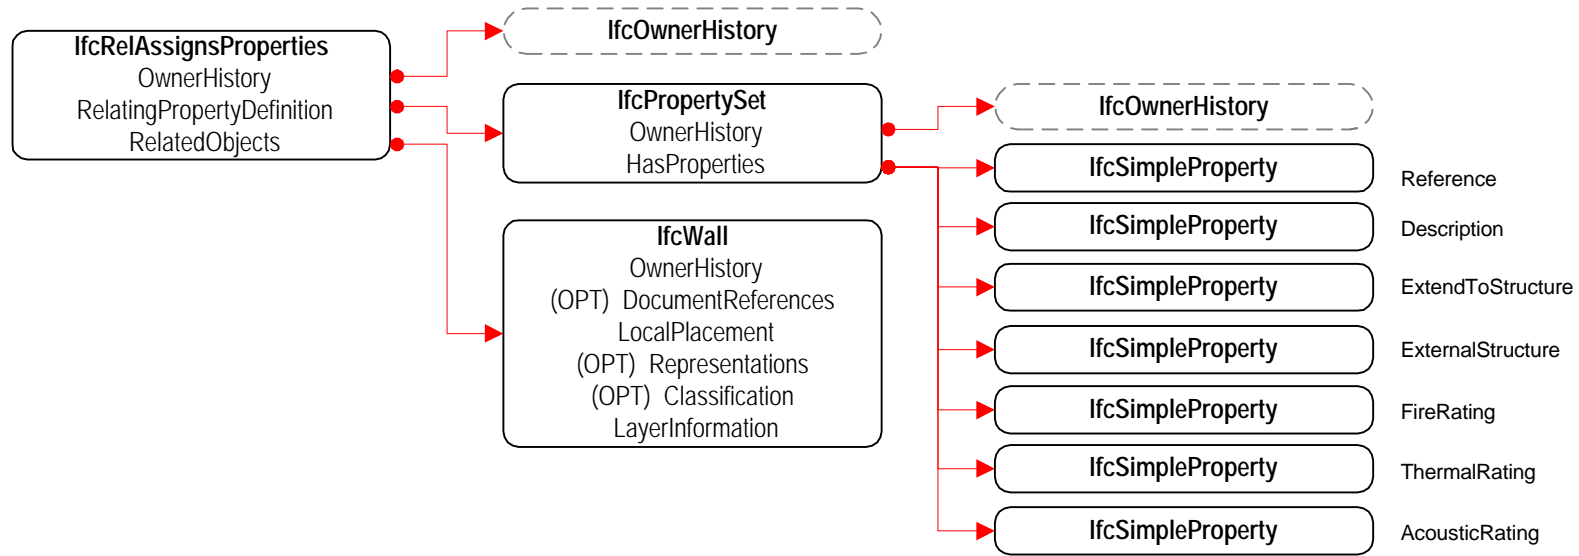 IfcRelAssignsProperties
OwnerHistory
RelatingPropertyDefinition
RelatedObjects
IfcOwnerHistory
IfcPropertySet
OwnerHistory
HasProperties
IfcWall
OwnerHistory
(OPT) DocumentReferences
LocalPlacement
(OPT) Representations
(OPT) Classification
LayerInformation
IfcOwnerHistory
IfcSimpleProperty
Reference
IfcSimpleProperty
Description
IfcSimpleProperty
ExtendToStructure
IfcSimpleProperty
ExternalStructure
IfcSimpleProperty
FireRating
IfcSimpleProperty
ThermalRating
IfcSimpleProperty
AcousticRating